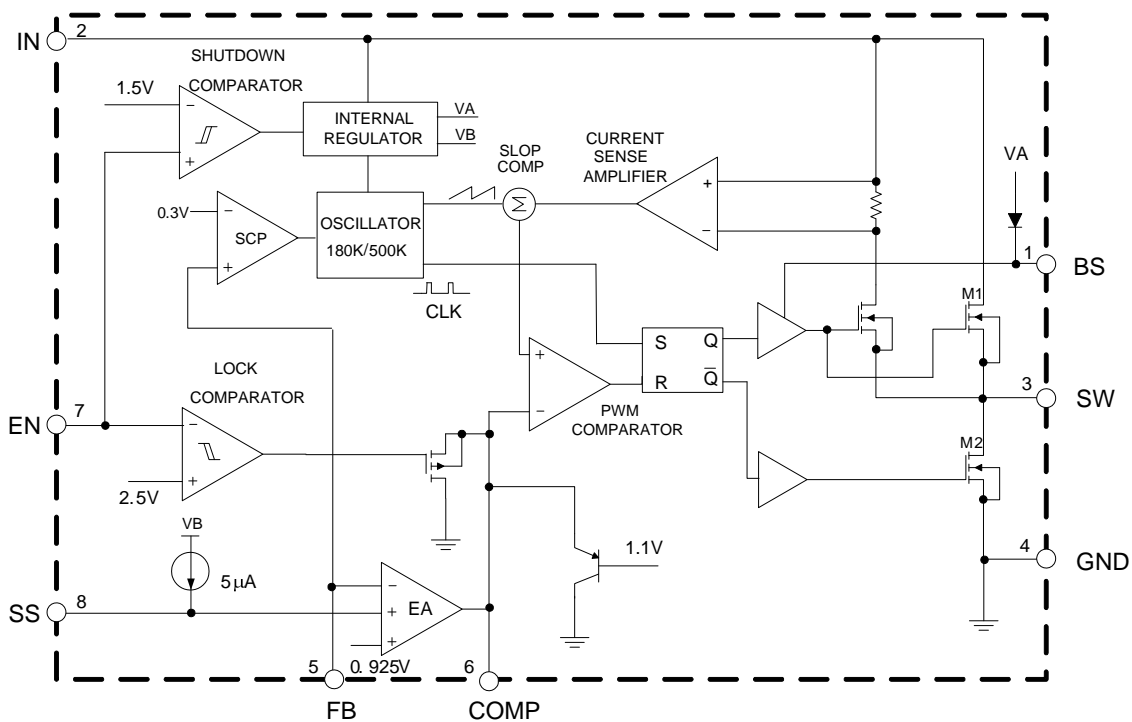 IN
2
SHUTDOWN
COMPARATOR
1.5V
−
+
INTERNAL
REGULATOR
VA
VB
SLOP
COMP
Σ
CURRENT
SENSE
AMPLIFIER
+
−
VA
0.3V
−
SCP
+
OSCILLATOR
180K/500K
CLK
1
BS
M1
S
Q
R
Q̅
+
−
PWM
COMPARATOR
LOCK
COMPARATOR
EN
7
−
+
2.5V
3
SW
M2
VB
5μA
1.1V
4
GND
SS
8
−
+
+
EA
0.925V
5
6
FB
COMP